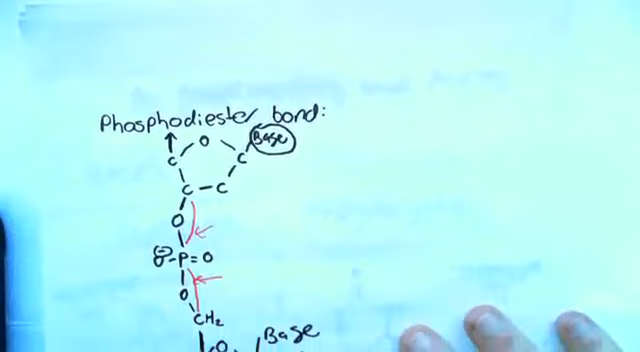 Phosphodiester bond:
O
Base
C
C
C - C
O
⊖-P=O
O
CH₂
Base
O